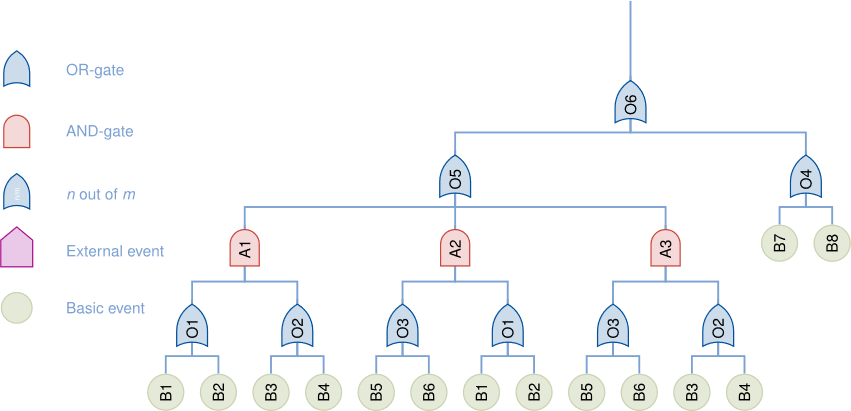 O6
OR-gate
AND-gate
O5
O4
n out of m
A1
A2
A3
B7
B8
External event
Basic event
O1
O2
O3
O1
O3
O2
B1
B2
B3
B4
B5
B6
B1
B2
B5
B6
B3
B4